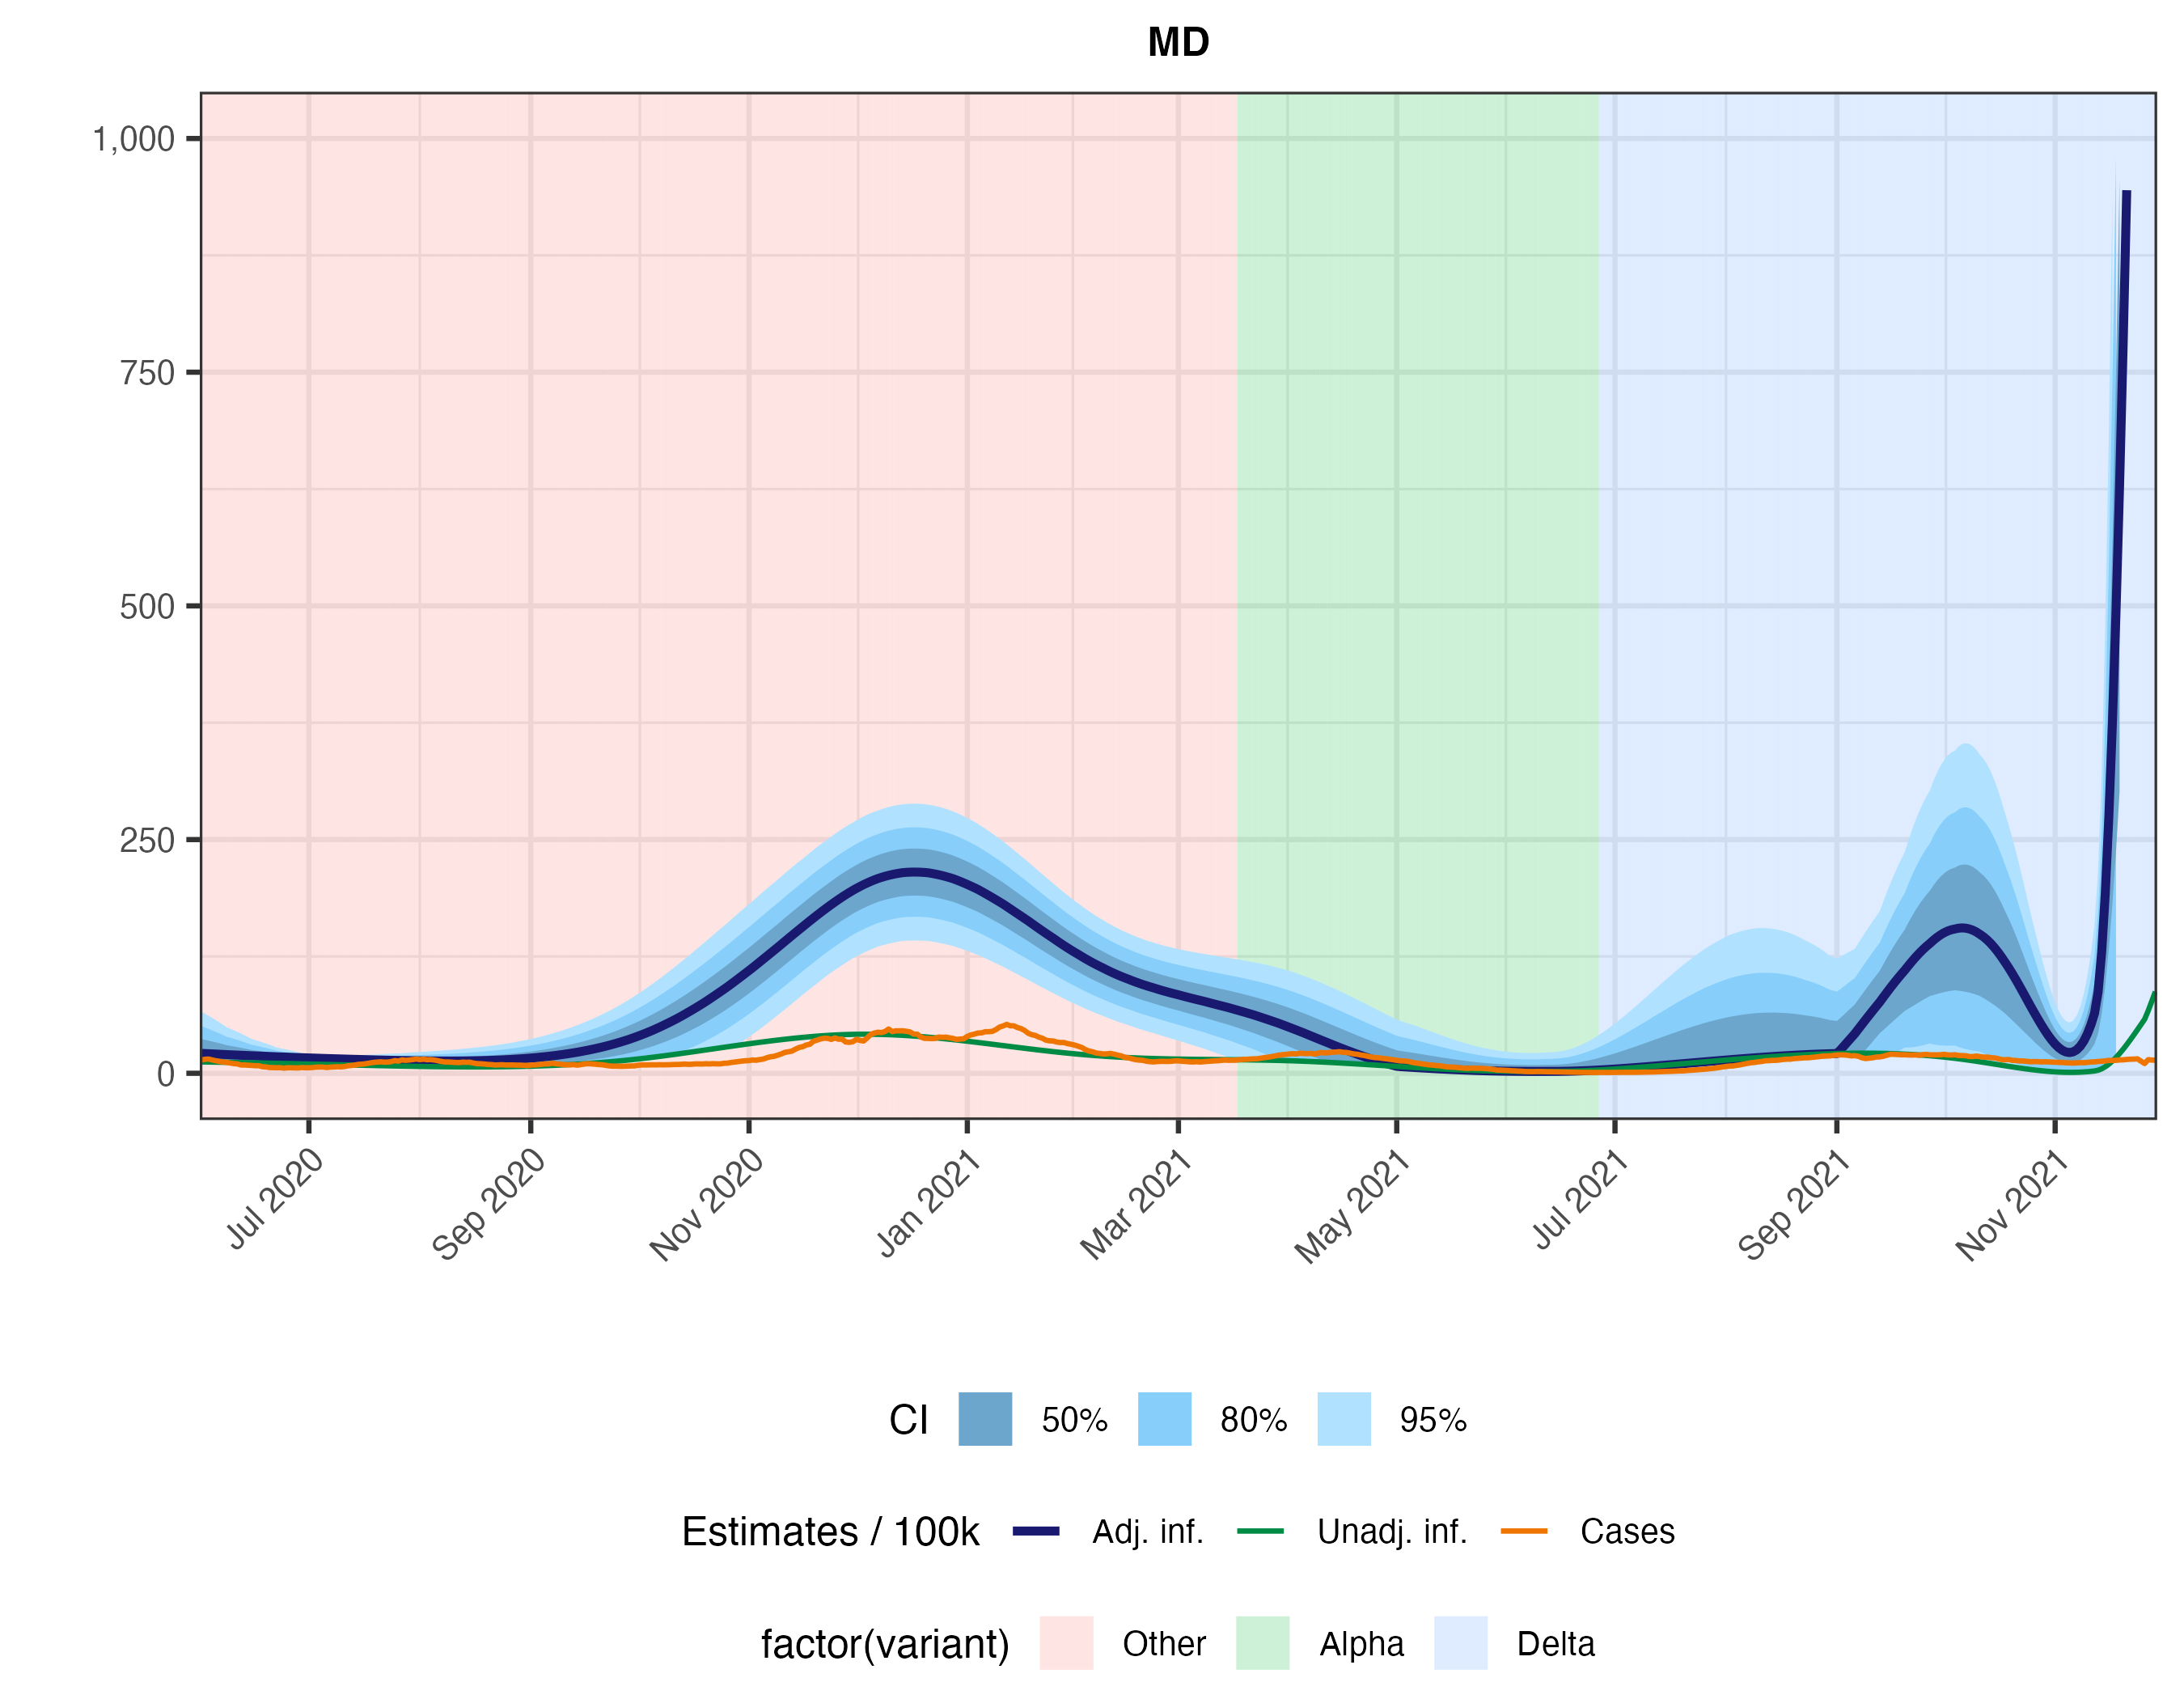 MD
1,000
750
500
250
0
Jul 2020
Sep 2020
Nov 2020
Jan 2021
Mar 2021
May 2021
Jul 2021
Sep 2021
Nov 2021
CI 50% 80% 95%
Estimates / 100k Adj. inf. Unadj. inf. Cases
factor(variant) Other Alpha Delta